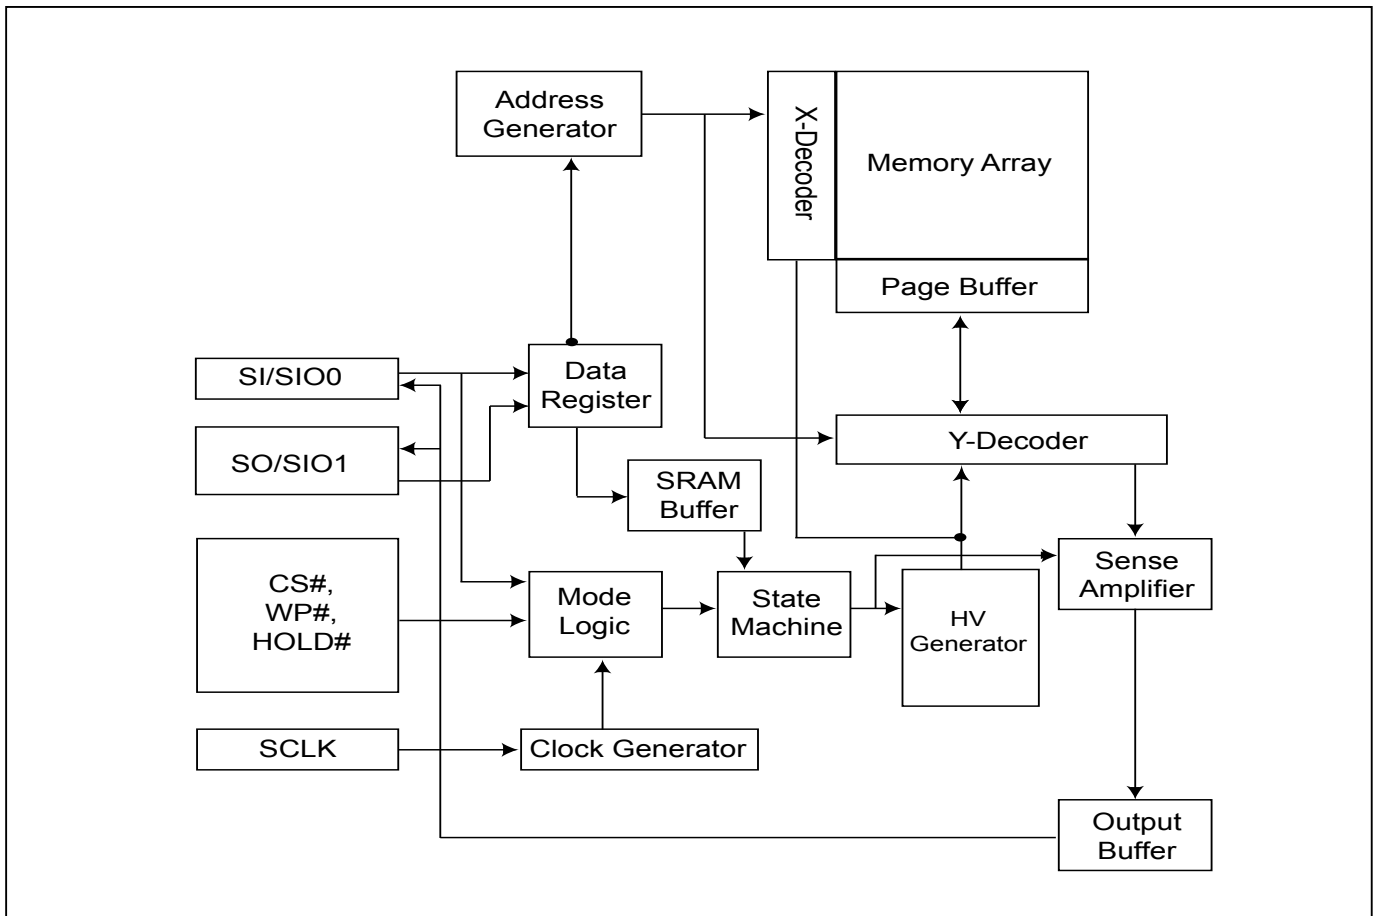 Address
Generator
X-Decoder
Memory Array
Page Buffer
SI/SIO0
Data
Register
SO/SIO1
Y-Decoder
SRAM
Buffer
CS#,
WP#,
HOLD#
Mode
Logic
State
Machine
HV
Generator
Sense
Amplifier
SCLK
Clock Generator
Output
Buffer